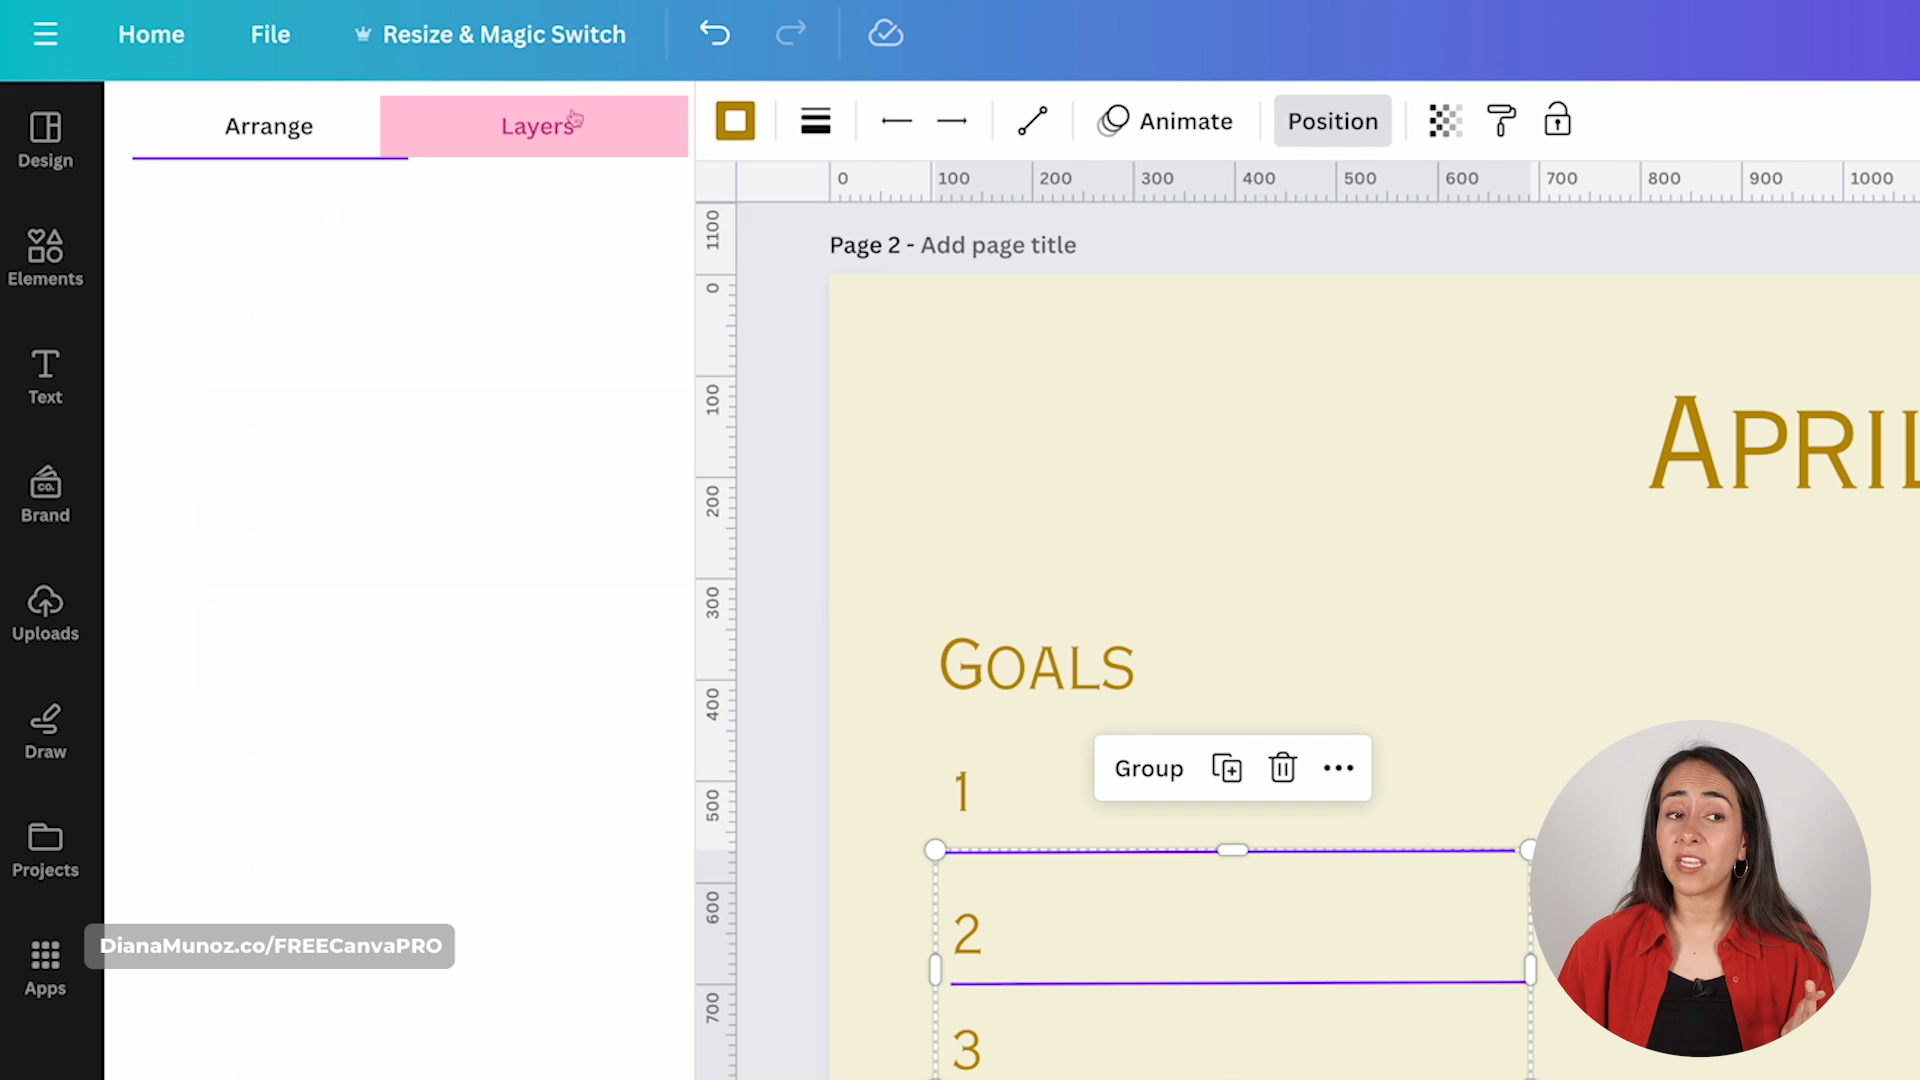 Home File Resize & Magic Switch
Arrange Layers
Animate Position
Design
Elements
Text
CO.
Brand
Uploads
Draw
Projects
Apps
0 100 200 300 400 500 600 700 800 900 1000
1100
0
100
200
300
400
500
600
700
Page 2 - Add page title
APRIL
GOALS
Group
1
2
3
DianaMunoz.co/FREECanvaPRO